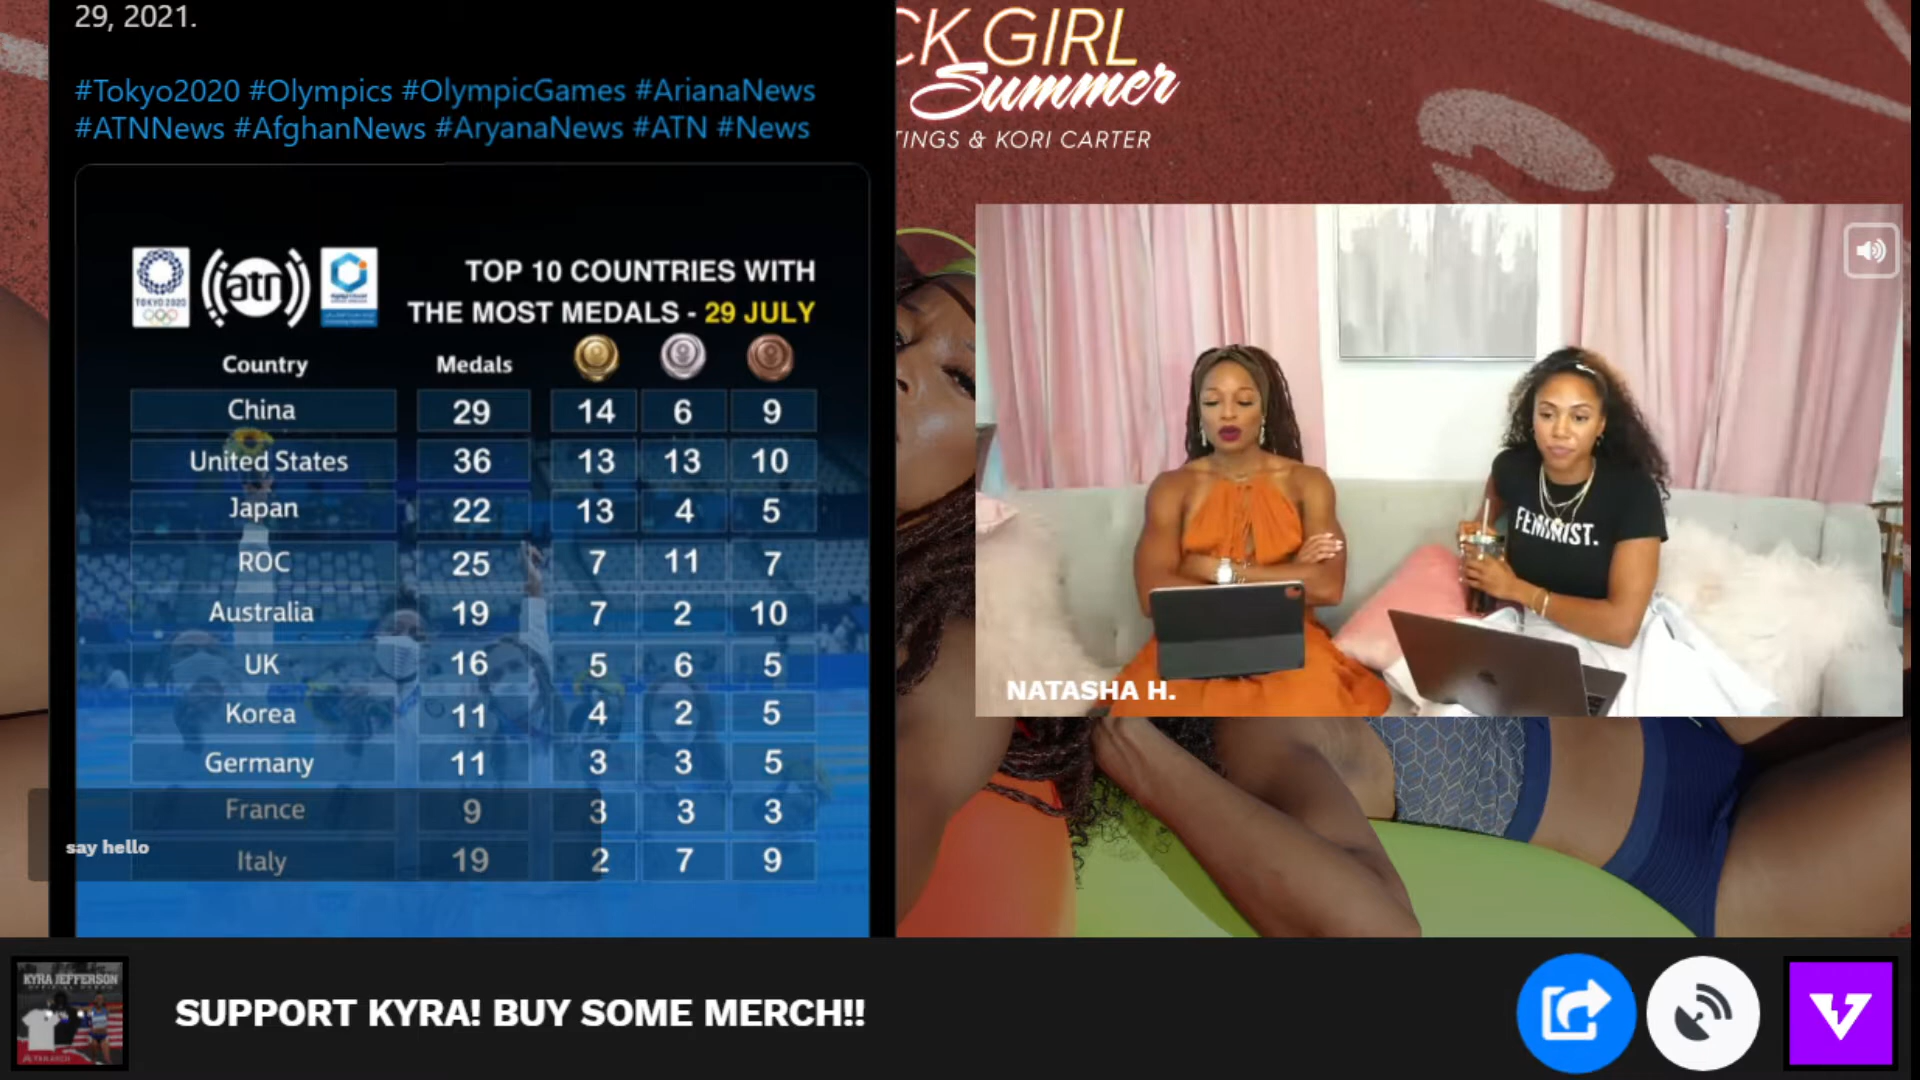 29, 2021.
#Tokyo2020 #Olympics #OlympicGames #ArianaNews
#ATNNews #AfghanNews #AryanaNews #ATN #News
TOKYO 2020
atn
TOP 10 COUNTRIES WITH
THE MOST MEDALS - 29 JULY
Country Medals
China 29 14 6 9
United States 36 13 13 10
Japan 22 13 4 5
ROC 25 7 11 7
Australia 19 7 2 10
UK 16 5 6 5
Korea 11 4 2 5
Germany 11 3 3 5
France 9 3 3 3
say hello
Italy 19 2 7 9
CK GIRL
Summer
TINGS & KORI CARTER
FEMINIST.
NATASHA H.
KYRA JEFFERSON
SUPPORT KYRA! BUY SOME MERCH!!